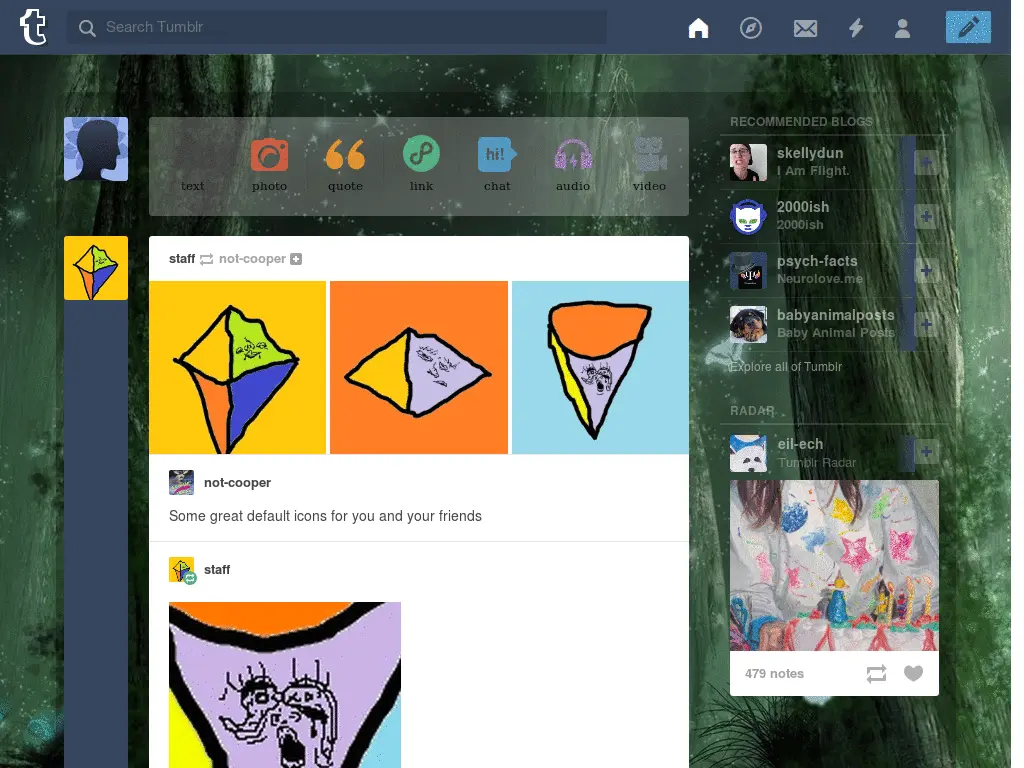 t
Search Tumblr
text
photo
quote
link
hi!
chat
audio
video
staff not-cooper
not-cooper
Some great default icons for you and your friends
staff
RECOMMENDED BLOGS
skellydun
I Am Flight.
2000ish
2000ish
psych-facts
Neurolove.me
babyanimalposts
Baby Animal Posts
Explore all of Tumblr
RADAR
eil-ech
Tumblr Radar
479 notes